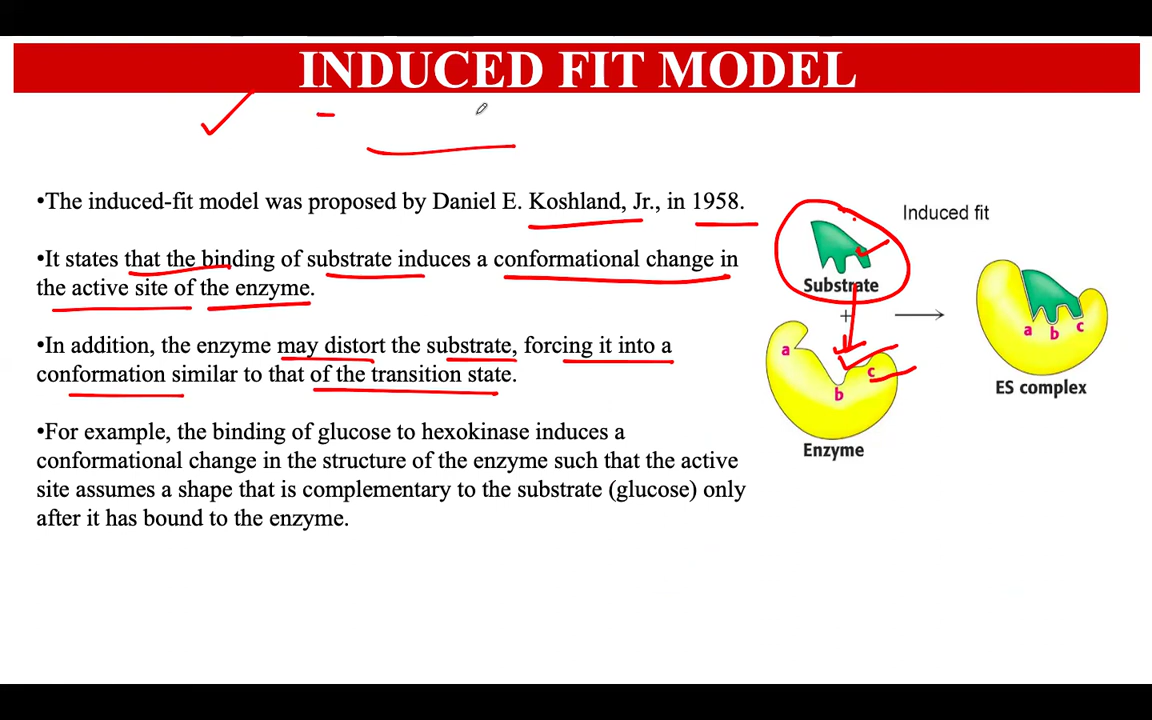 INDUCED FIT MODEL
•The induced-fit model was proposed by Daniel E. Koshland, Jr., in 1958.
•It states that the binding of substrate induces a conformational change in
the active site of the enzyme.
•In addition, the enzyme may distort the substrate, forcing it into a
conformation similar to that of the transition state.
•For example, the binding of glucose to hexokinase induces a
conformational change in the structure of the enzyme such that the active
site assumes a shape that is complementary to the substrate (glucose) only
after it has bound to the enzyme.
Induced fit
Substrate
+
a
b
c
Enzyme
a b c
ES complex